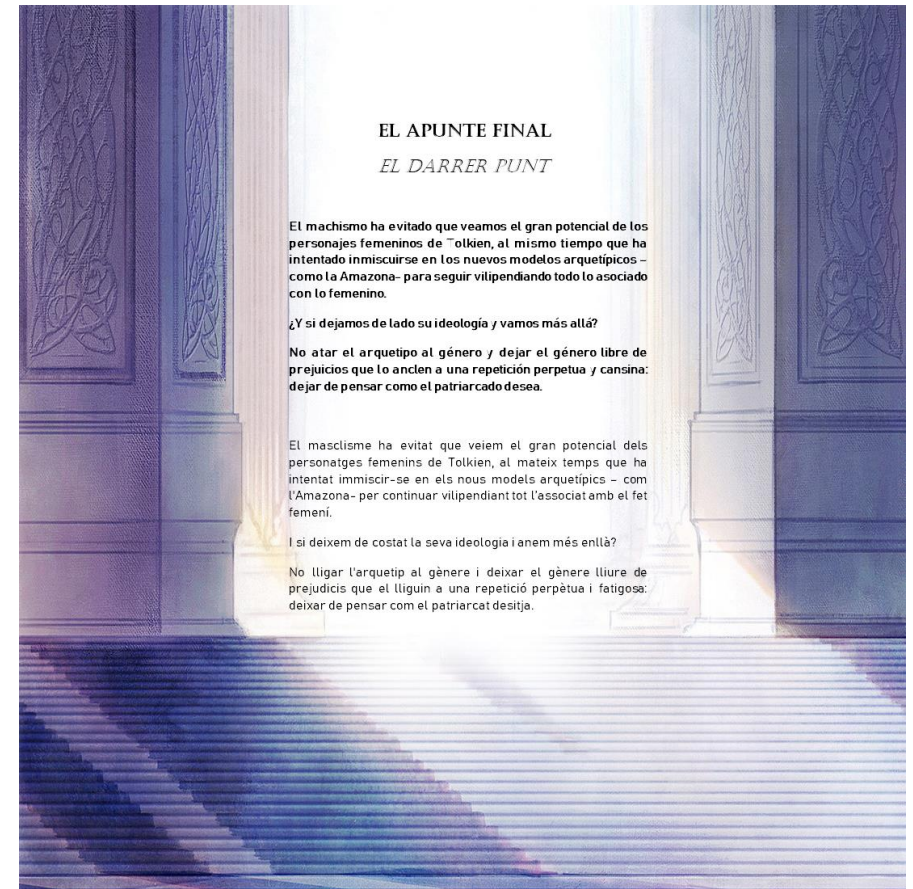 EL APUNTE FINAL
EL DARRER PUNT
El machismo ha evitado que veamos el gran potencial de los
personajes femeninos de Tolkien, al mismo tiempo que ha
intentado inmiscuirse en los nuevos modelos arquetípicos –
como la Amazona- para seguir vilipendiando todo lo asociado
con lo femenino.
¿Y si dejamos de lado su ideología y vamos más allá?
No atar el arquetipo al género y dejar el género libre de
prejuicios que lo anclen a una repetición perpetua y cansina:
dejar de pensar como el patriarcado desea.
El masclisme ha evitat que veiem el gran potencial dels
personatges femenins de Tolkien, al mateix temps que ha
intentat immiscir-se en els nous models arquetípics – com
l'Amazona- per continuar vilipendiant tot l'associat amb el fet
femení.
I si deixem de costat la seva ideologia i anem més enllà?
No lligar l'arquetip al gènere i deixar el gènere lliure de
prejudicis que el lliguin a una repetició perpètua i fatigosa:
deixar de pensar com el patriarcat desitja.